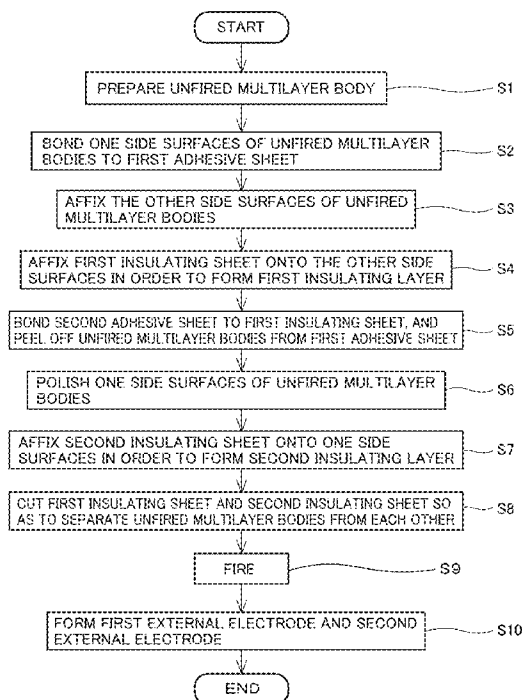 START
PREPARE UNFIRED MULTILAYER BODY
S1
BOND ONE SIDE SURFACES OF UNFIRED MULTILAYER
BODIES TO FIRST ADHESIVE SHEET
S2
AFFIX THE OTHER SIDE SURFACES OF UNFIRED
MULTILAYER BODIES
S3
AFFIX FIRST INSULATING SHEET ONTO THE OTHER SIDE
SURFACES IN ORDER TO FORM FIRST INSULATING LAYER
S4
BOND SECOND ADHESIVE SHEET TO FIRST INSULATING SHEET, AND
PEEL OFF UNFIRED MULTILAYER BODIES FROM FIRST ADHESIVE SHEET
S5
POLISH ONE SIDE SURFACES OF UNFIRED MULTILAYER
BODIES
S6
AFFIX SECOND INSULATING SHEET ONTO ONE SIDE
SURFACES IN ORDER TO FORM SECOND INSULATING LAYER
S7
CUT FIRST INSULATING SHEET AND SECOND INSULATING SHEET SO
AS TO SEPARATE UNFIRED MULTILAYER BODIES FROM EACH OTHER
S8
FIRE
S9
FORM FIRST EXTERNAL ELECTRODE AND SECOND
EXTERNAL ELECTRODE
S10
END